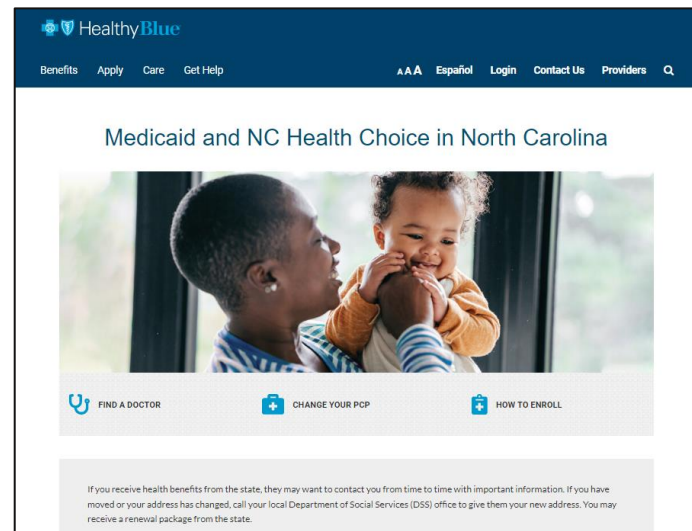 HealthyBlue
Benefits Apply Care Get Help AAA Español Login Contact Us Providers
Medicaid and NC Health Choice in North Carolina
FIND A DOCTOR CHANGE YOUR PCP HOW TO ENROLL
If you receive health benefits from the state, they may want to contact you from time to time with important information. If you have
moved or your address has changed, call your local Department of Social Services (DSS) office to give them your new address. You may
receive a renewal package from the state.